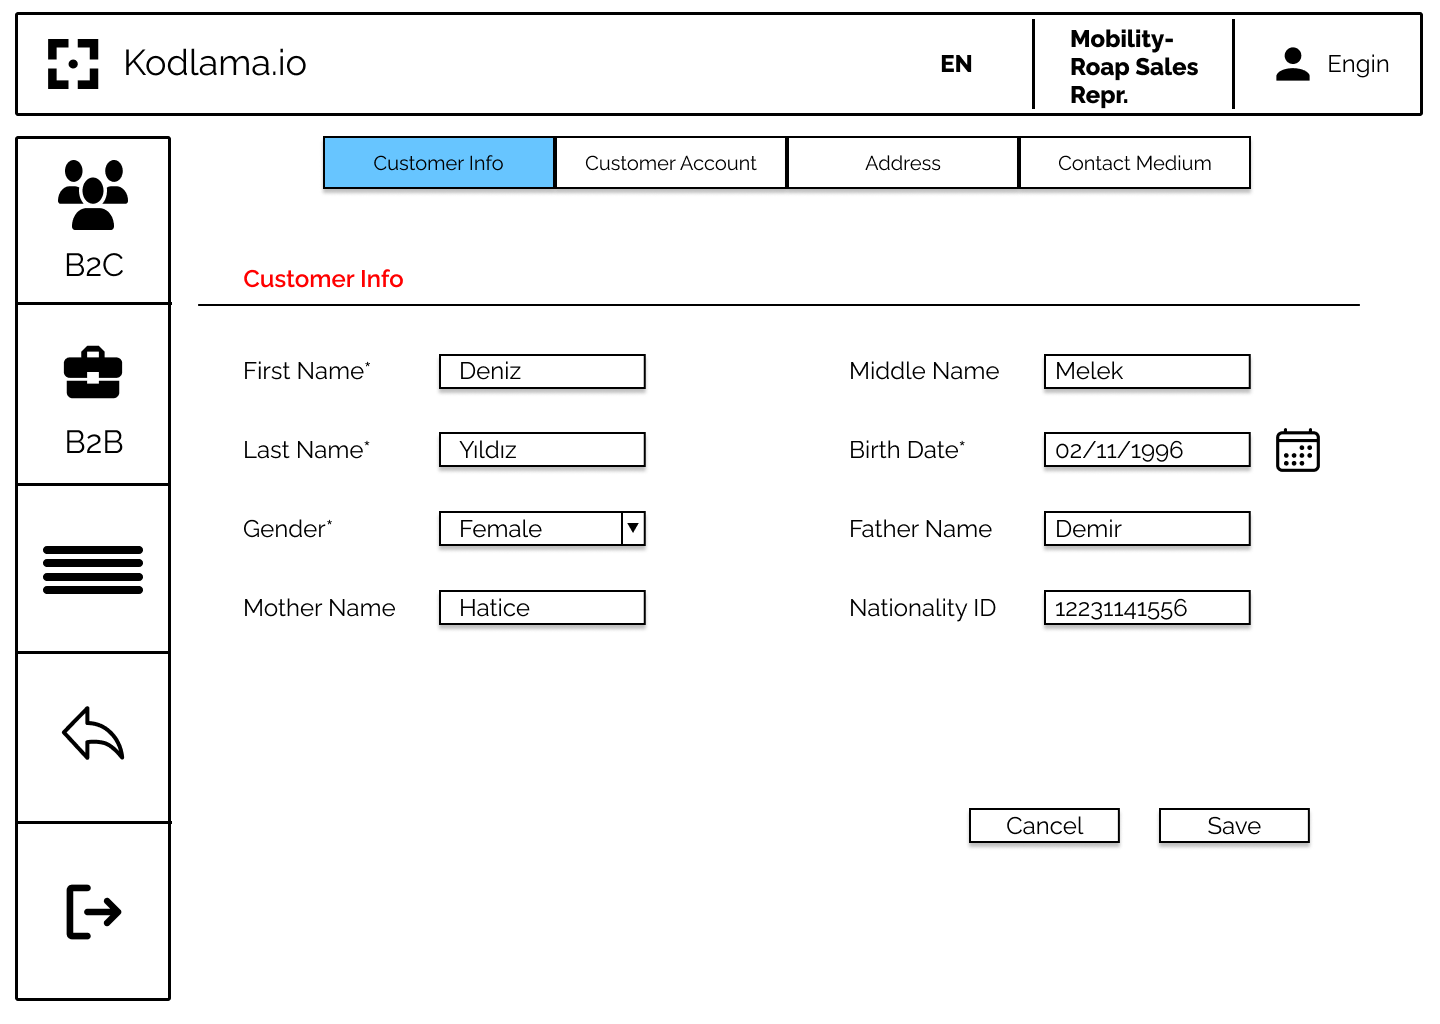 Kodlama.io
EN
Mobility-
Roap Sales
Repr.
Engin
B2C
B2B
Customer Info
Customer Account
Address
Contact Medium
Customer Info
First Name*
Deniz
Middle Name
Melek
Last Name*
Yıldız
Birth Date*
02/11/1996
Gender*
Female
Father Name
Demir
Mother Name
Hatice
Nationality ID
12231141556
Cancel
Save